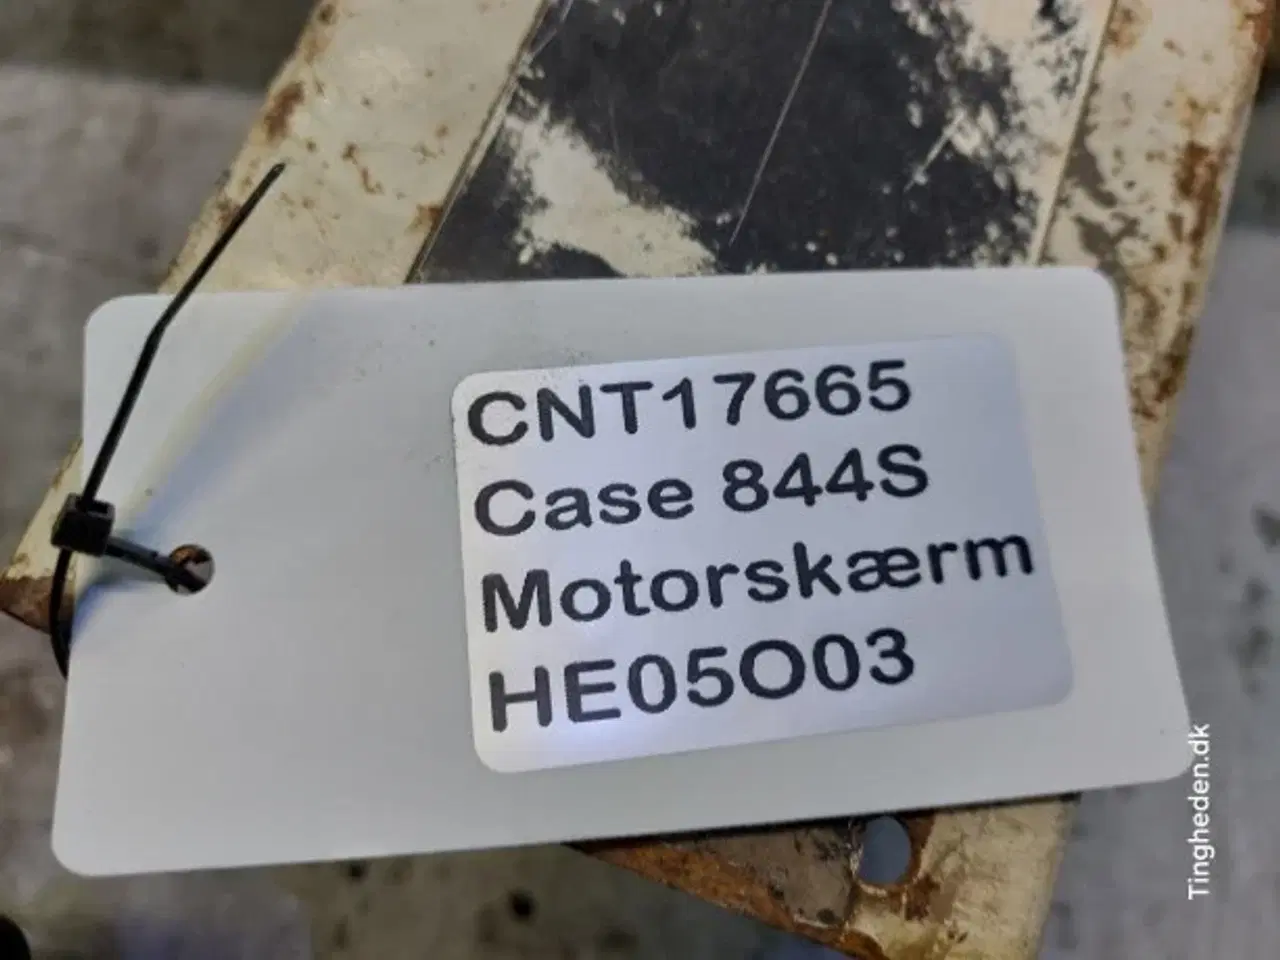 CNT17665
Case 844S
Motorskærm
HE05O03
Tingheden.dk